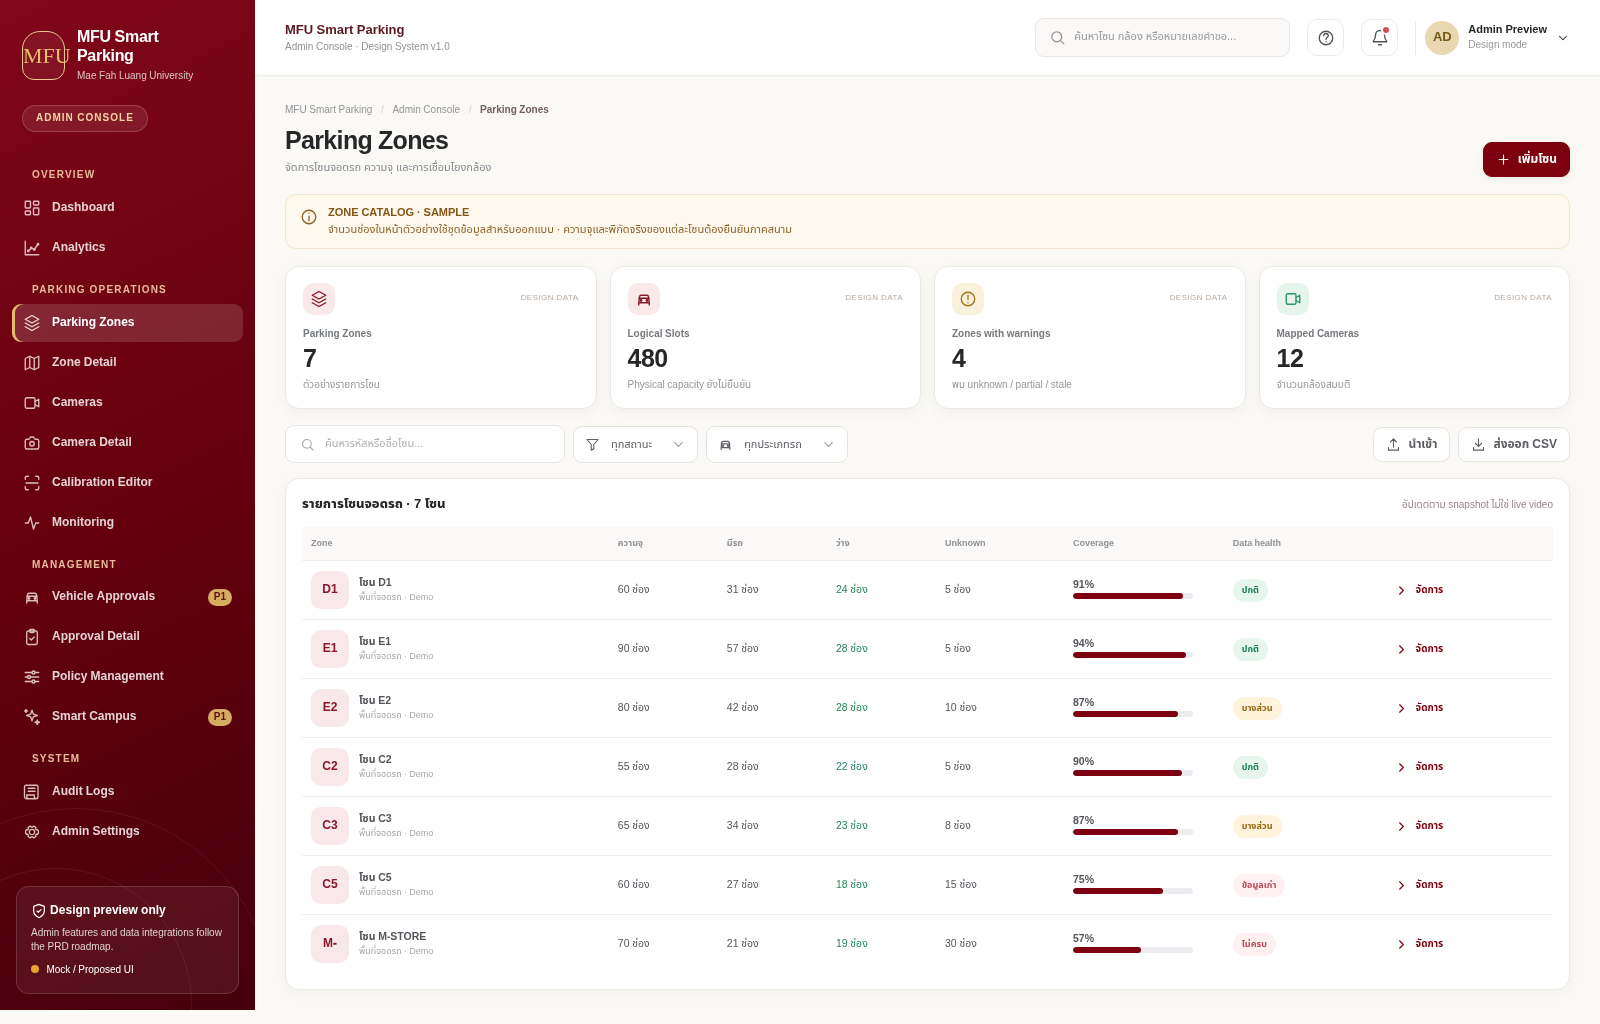 MFU
MFU Smart
Parking
Mae Fah Luang University
ADMIN CONSOLE
OVERVIEW
Dashboard
Analytics
PARKING OPERATIONS
Parking Zones
Zone Detail
Cameras
Camera Detail
Calibration Editor
Monitoring
MANAGEMENT
Vehicle Approvals P1
Approval Detail
Policy Management
Smart Campus P1
SYSTEM
Audit Logs
Admin Settings
Design preview only
Admin features and data integrations follow
the PRD roadmap.
Mock / Proposed UI
MFU Smart Parking
Admin Console · Design System v1.0
ค้นหาโซน กล้อง หรือหมายเลขคำขอ...
AD
Admin Preview
Design mode
MFU Smart Parking / Admin Console / Parking Zones
Parking Zones
จัดการโซนจอดรถ ความจุ และการเชื่อมโยงกล้อง
เพิ่มโซน
ZONE CATALOG · SAMPLE
จำนวนช่องในหน้าตัวอย่างใช้ชุดข้อมูลสำหรับออกแบบ · ความจุและพิกัดจริงของแต่ละโซนต้องยืนยันภาคสนาม
DESIGN DATA
Parking Zones
7
ตัวอย่างรายการโซน
DESIGN DATA
Logical Slots
480
Physical capacity ยังไม่ยืนยัน
DESIGN DATA
Zones with warnings
4
พบ unknown / partial / stale
DESIGN DATA
Mapped Cameras
12
จำนวนกล้องสมมติ
ค้นหารหัสหรือชื่อโซน...
ทุกสถานะ
ทุกประเภทรถ
นำเข้า
ส่งออก CSV
รายการโซนจอดรถ · 7 โซน
อัปเดตตาม snapshot ไม่ใช่ live video
Zone ความจุ มีรถ ว่าง Unknown Coverage Data health
D1 โซน D1 60 ช่อง 31 ช่อง 24 ช่อง 5 ช่อง 91% ปกติ จัดการ
พื้นที่จอดรถ · Demo
E1 โซน E1 90 ช่อง 57 ช่อง 28 ช่อง 5 ช่อง 94% ปกติ จัดการ
พื้นที่จอดรถ · Demo
E2 โซน E2 80 ช่อง 42 ช่อง 28 ช่อง 10 ช่อง 87% บางส่วน จัดการ
พื้นที่จอดรถ · Demo
C2 โซน C2 55 ช่อง 28 ช่อง 22 ช่อง 5 ช่อง 90% ปกติ จัดการ
พื้นที่จอดรถ · Demo
C3 โซน C3 65 ช่อง 34 ช่อง 23 ช่อง 8 ช่อง 87% บางส่วน จัดการ
พื้นที่จอดรถ · Demo
C5 โซน C5 60 ช่อง 27 ช่อง 18 ช่อง 15 ช่อง 75% ข้อมูลเก่า จัดการ
พื้นที่จอดรถ · Demo
M- โซน M-STORE 70 ช่อง 21 ช่อง 19 ช่อง 30 ช่อง 57% ไม่ครบ จัดการ
พื้นที่จอดรถ · Demo